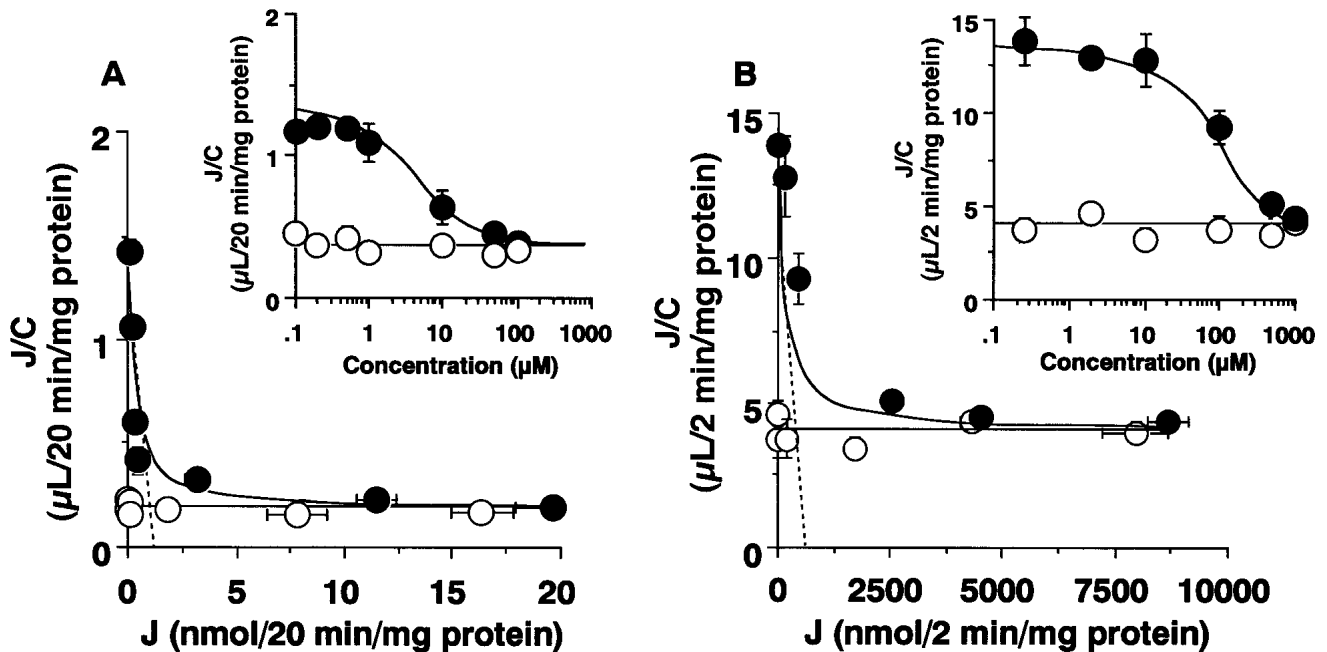 A
2
1
0
J/C
(µL/20 min/mg protein)
.1 1 10 100 1000
Concentration (µM)
2
1
0
J/C
(µL/20 min/mg protein)
0 5 10 15 20
J (nmol/20 min/mg protein)
B
15
10
5
0
J/C
(µL/2 min/mg protein)
.1 1 10 100 1000
Concentration (µM)
15
10
5
0
J/C
(µL/2 min/mg protein)
0 2500 5000 7500 10000
J (nmol/2 min/mg protein)